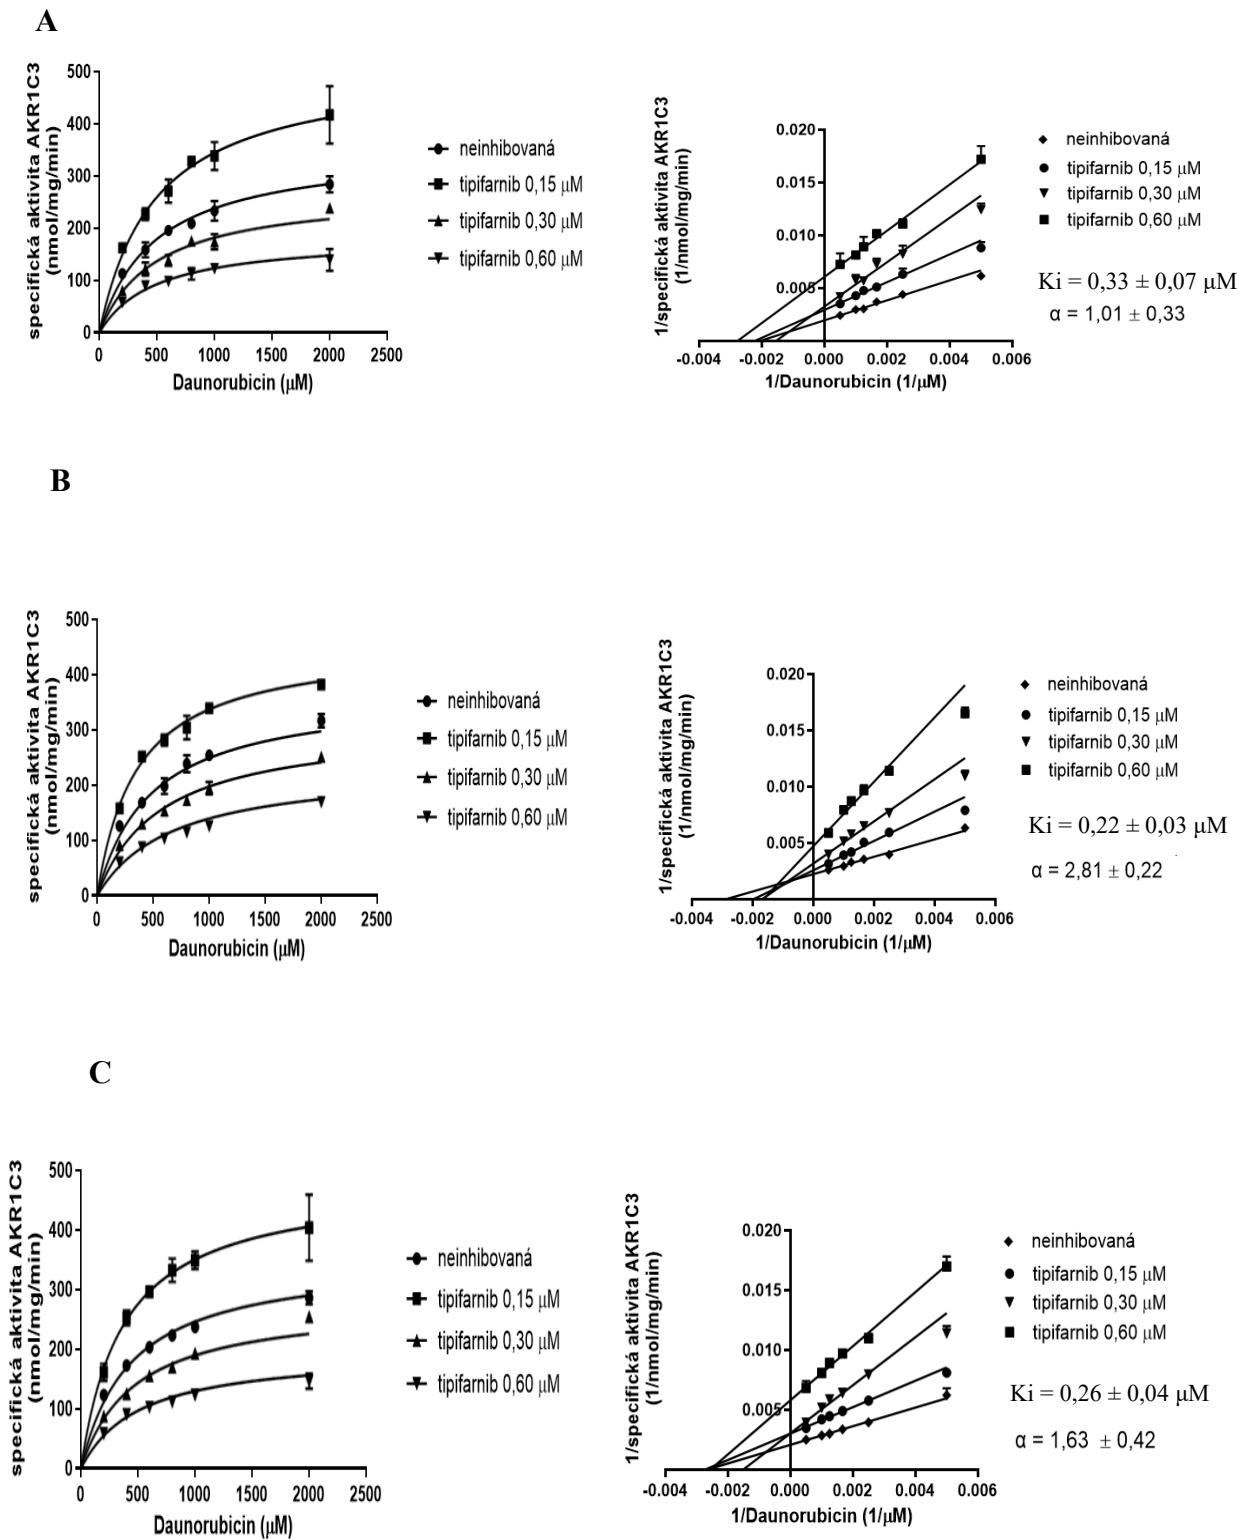 A
specifická aktivita AKR1C3
(nmol/mg/min)
500
400
300
200
100
0
0 500 1000 1500 2000 2500
Daunorubicin (μM)
neinhibovaná
tipifarnib 0,15 μM
tipifarnib 0,30 μM
tipifarnib 0,60 μM
1/specifická aktivita AKR1C3
(1/nmol/mg/min)
0.020
0.015
0.010
0.005
-0.004 -0.002 0.000 0.002 0.004 0.006
1/Daunorubicin (1/μM)
neinhibovaná
tipifarnib 0,15 μM
tipifarnib 0,30 μM
tipifarnib 0,60 μM
Ki = 0,33 ± 0,07 μM
α = 1,01 ± 0,33
B
specifická aktivita AKR1C3
(nmol/mg/min)
500
400
300
200
100
0
0 500 1000 1500 2000 2500
Daunorubicin (μM)
neinhibovaná
tipifarnib 0,15 μM
tipifarnib 0,30 μM
tipifarnib 0,60 μM
1/specifická aktivita AKR1C3
(1/nmol/mg/min)
0.020
0.015
0.010
0.005
-0.004 -0.002 0.000 0.002 0.004 0.006
1/Daunorubicin (1/μM)
neinhibovaná
tipifarnib 0,15 μM
tipifarnib 0,30 μM
tipifarnib 0,60 μM
Ki = 0,22 ± 0,03 μM
α = 2,81 ± 0,22
C
specifická aktivita AKR1C3
(nmol/mg/min)
500
400
300
200
100
0
0 500 1000 1500 2000 2500
Daunorubicin (μM)
neinhibovaná
tipifarnib 0,15 μM
tipifarnib 0,30 μM
tipifarnib 0,60 μM
1/specifická aktivita AKR1C3
(1/nmol/mg/min)
0.020
0.015
0.010
0.005
-0.004 -0.002 0.000 0.002 0.004 0.006
1/Daunorubicin (1/μM)
neinhibovaná
tipifarnib 0,15 μM
tipifarnib 0,30 μM
tipifarnib 0,60 μM
Ki = 0,26 ± 0,04 μM
α = 1,63 ± 0,42